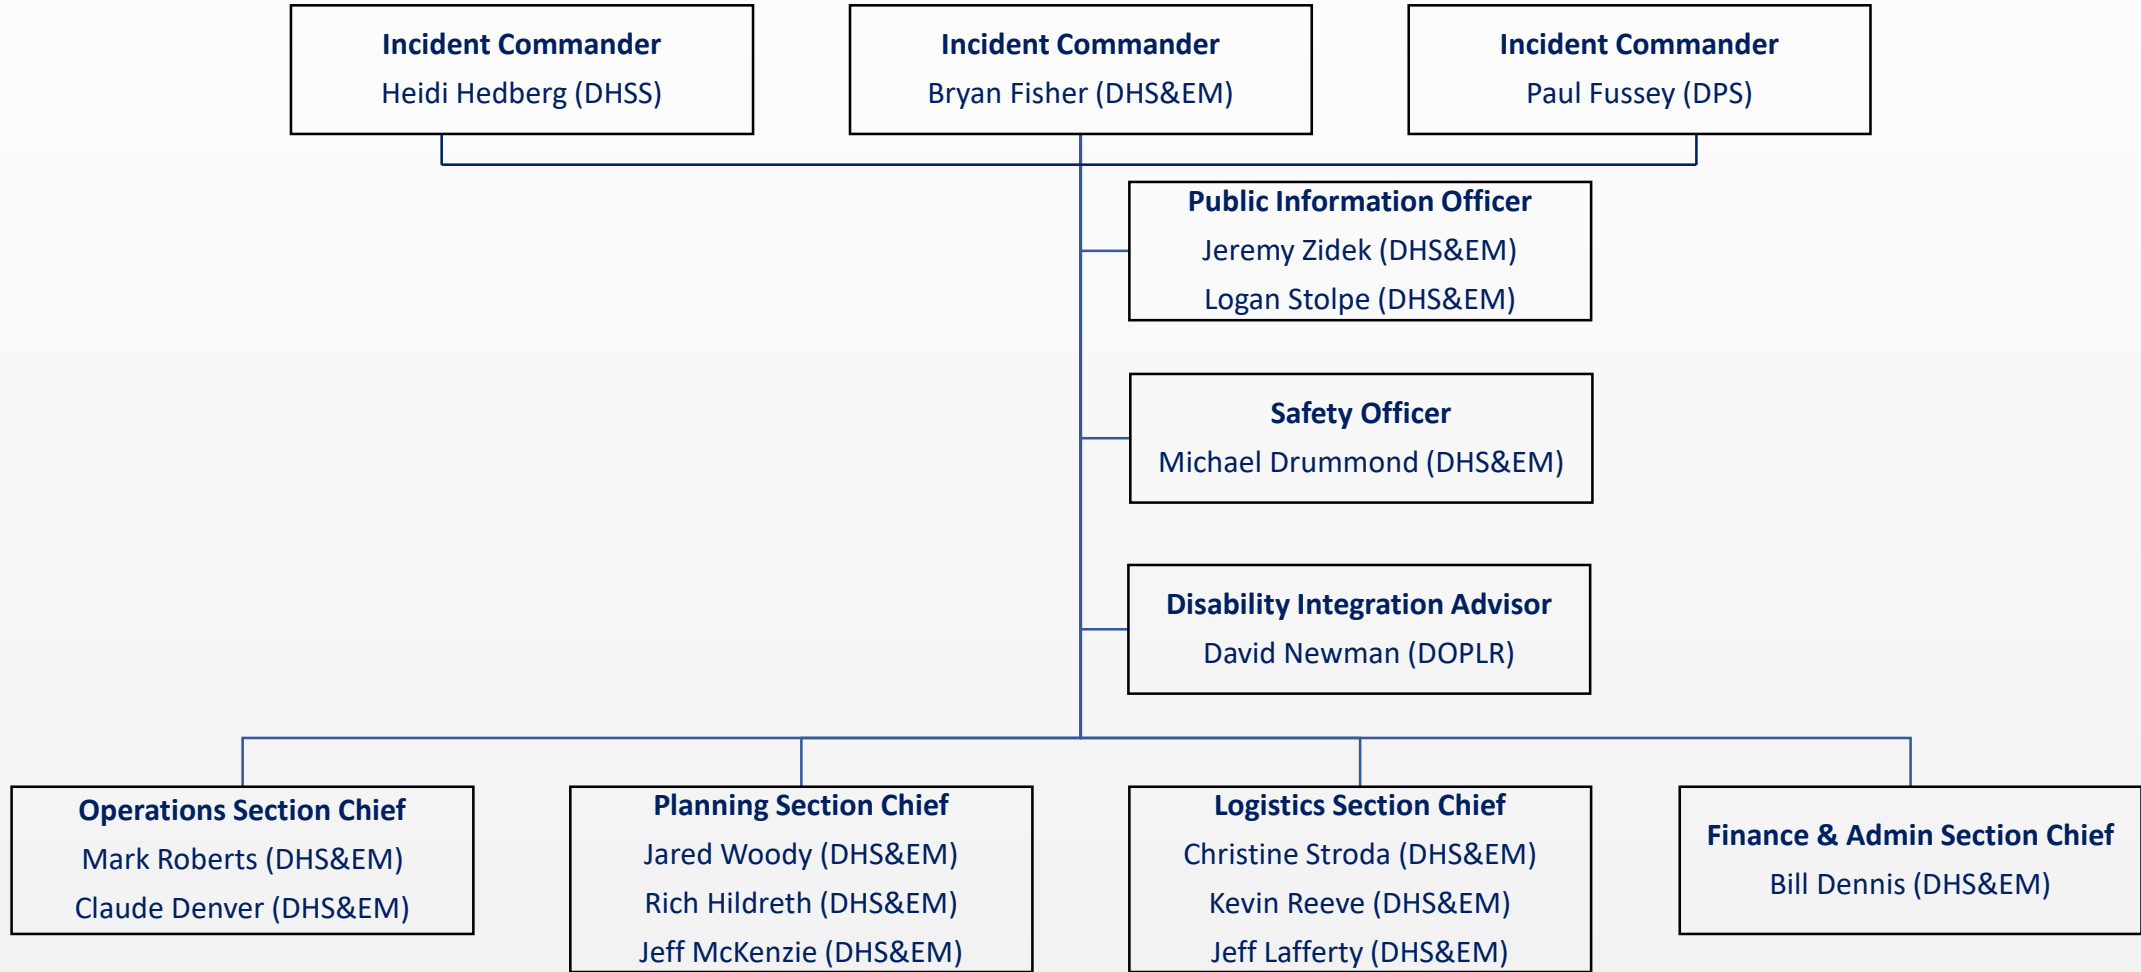 Incident Commander
Heidi Hedberg (DHSS)
Incident Commander
Bryan Fisher (DHS&EM)
Incident Commander
Paul Fussey (DPS)
Public Information Officer
Jeremy Zidek (DHS&EM)
Logan Stolpe (DHS&EM)
Safety Officer
Michael Drummond (DHS&EM)
Disability Integration Advisor
David Newman (DOPLR)
Operations Section Chief
Mark Roberts (DHS&EM)
Claude Denver (DHS&EM)
Planning Section Chief
Jared Woody (DHS&EM)
Rich Hildreth (DHS&EM)
Jeff McKenzie (DHS&EM)
Logistics Section Chief
Christine Stroda (DHS&EM)
Kevin Reeve (DHS&EM)
Jeff Lafferty (DHS&EM)
Finance & Admin Section Chief
Bill Dennis (DHS&EM)